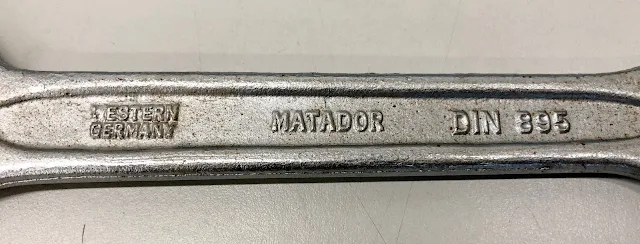 WESTERN
GERMANY
MATADOR
DIN 895